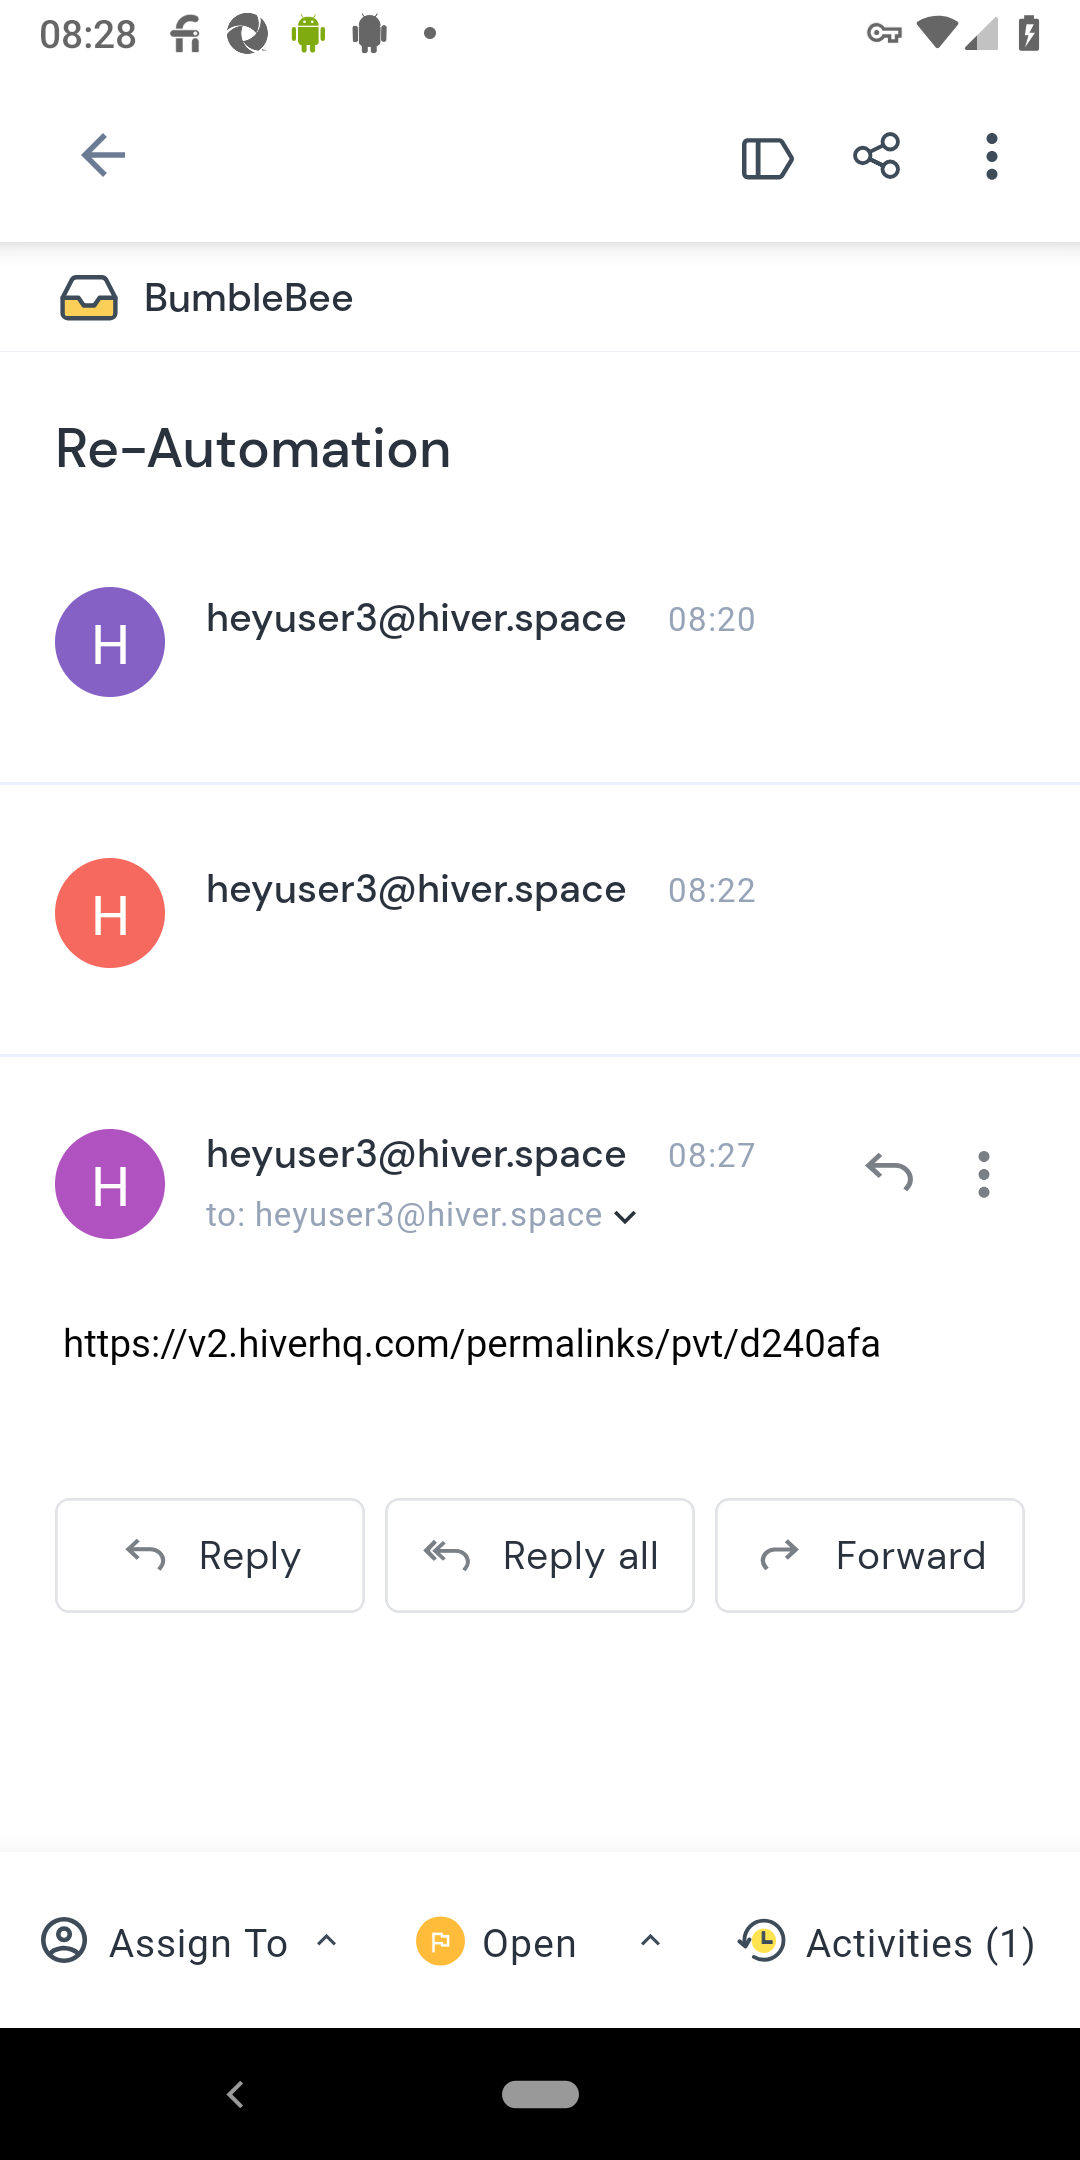 08:28
BumbleBee
Re-Automation
H
heyuser3@hiver.space 08:20
H
heyuser3@hiver.space 08:22
H
heyuser3@hiver.space 08:27
to: heyuser3@hiver.space
https://v2.hiverhq.com/permalinks/pvt/d240afa
Reply Reply all Forward
Assign To Open Activities (1)